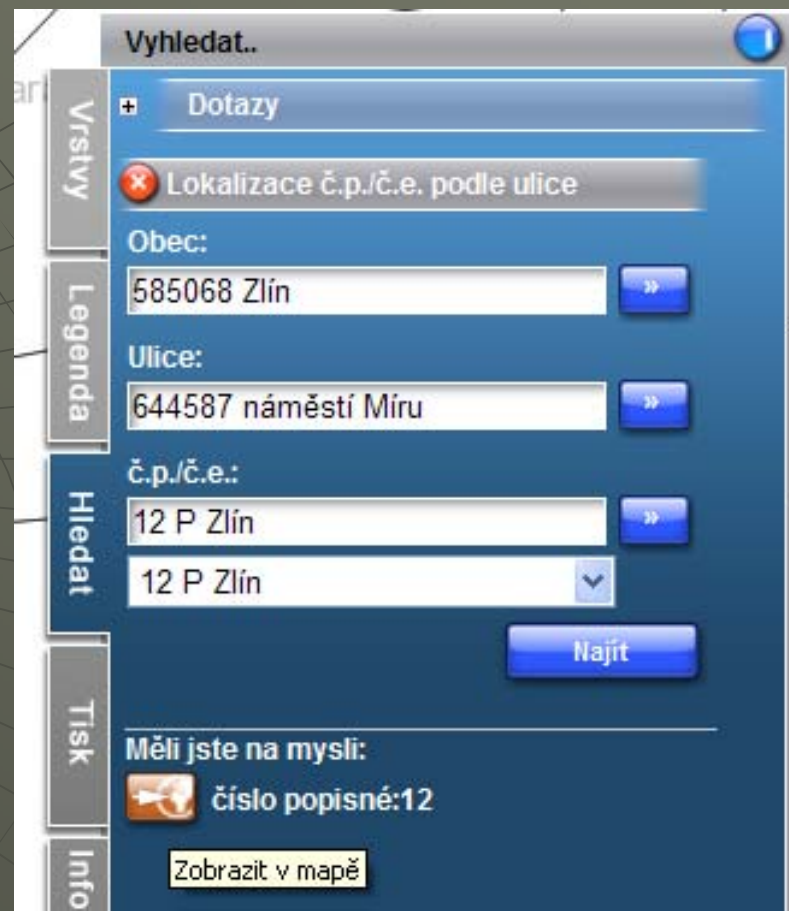 Vyhledat..
Vrstvy
Dotazy
Lokalizace č.p./č.e. podle ulice
Obec:
585068 Zlín
»
Legenda
Ulice:
644587 náměstí Míru
»
Hledat
č.p./č.e.:
12 P Zlín
»
12 P Zlín
Najít
Tisk
Měli jste na mysli:
číslo popisné:12
Info
Zobrazit v mapě